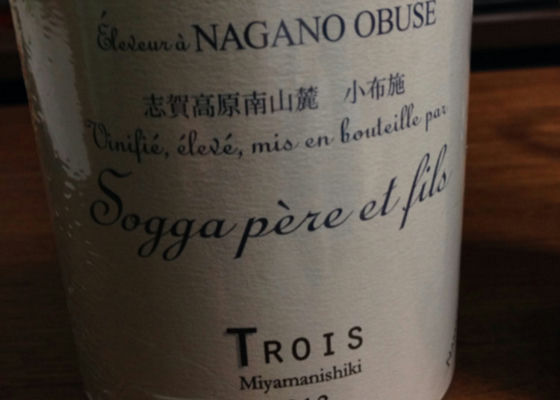 Éleveur à NAGANO OBUSE
志賀高原南山麓 小布施
Vinifié, élevé, mis en bouteille par
Sogga père et fils
TROIS
Miyamanishiki